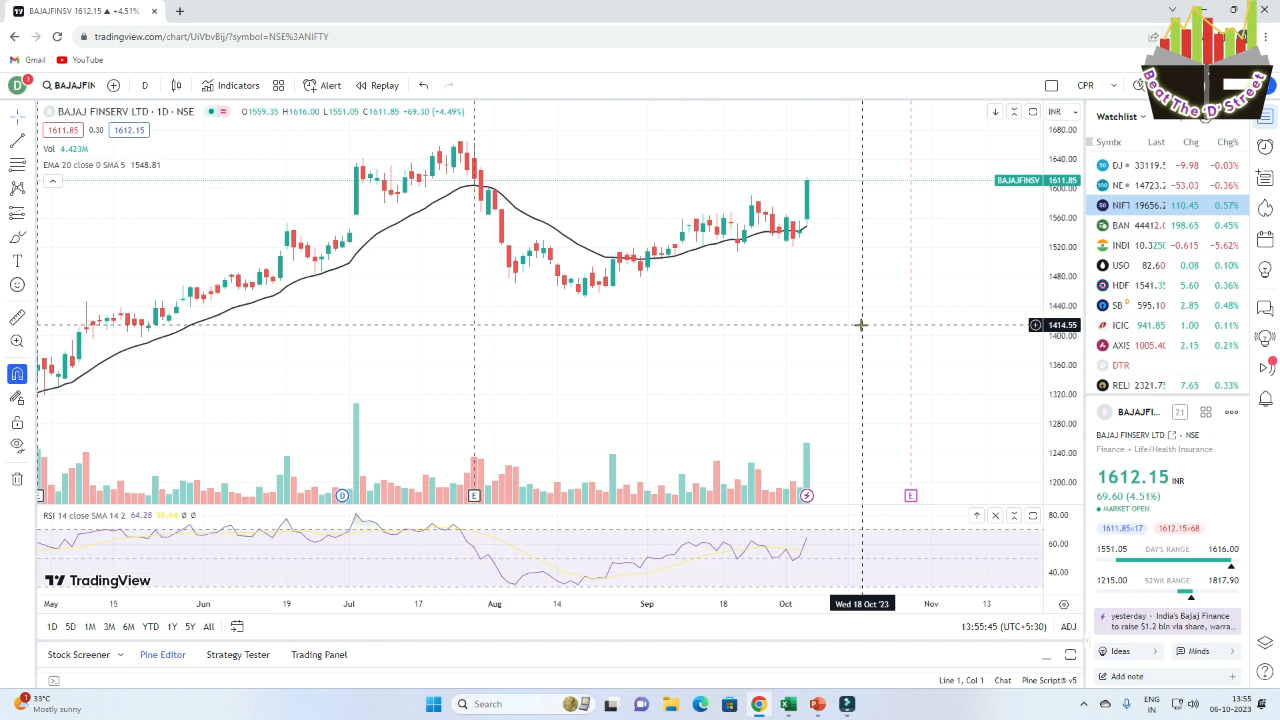 BAJAJFINSV 1612.15 ▲ +4.51%
tradingview.com/chart/UiVbvBij/?symbol=NSE%3ANIFTY
Gmail YouTube
D BAJAJFIN D Indicators Alert Replay CPR
Beat The 'D' Street
BAJAJ FINSERV LTD · 1D · NSE O1559.35 H1616.00 L1551.05 C1611.85 +69.30 (+4.49%)
1611.85 0.30 1612.15
Vol 4.423M
EMA 20 close 0 SMA 5 1548.81
INR
1680.00
1640.00
BAJAJFINSV 1611.85
1600.00
1560.00
1520.00
1480.00
1440.00
1414.55
1400.00
1360.00
1320.00
1280.00
1240.00
1200.00
D E E
RSI 14 close SMA 14 2 64.28 55.64 Ø Ø
80.00
60.00
40.00
TradingView
May 15 Jun 19 Jul 17 Aug 14 Sep 18 Oct Wed 18 Oct '23 Nov 13
1D 5D 1M 3M 6M YTD 1Y 5Y All
13:55:45 (UTC+5:30) ADJ
Stock Screener Pine Editor Strategy Tester Trading Panel
Line 1, Col 1 Chat Pine Script® v5
Watchlist
Symbc Last Chg Chg%
DJ 33119.5 -9.98 -0.03%
NE 14723.2 -53.03 -0.36%
NIFT 19656.2 110.45 0.57%
BAN 44412.0 198.65 0.45%
INDI 10.3250 -0.615 -5.62%
USO 82.60 0.08 0.10%
HDF 1541.35 5.60 0.36%
SB D 595.10 2.85 0.48%
ICIC 941.85 1.00 0.11%
AXIS 1005.40 2.15 0.21%
D DTR
RELI 2321.75 7.65 0.33%
B BAJAJFI... 21
BAJAJ FINSERV LTD · NSE
Finance · Life/Health Insurance
1612.15 INR
69.60 (4.51%)
MARKET OPEN
1611.85×17 1612.15×68
1551.05 DAY'S RANGE 1616.00
1215.00 52WK RANGE 1817.90
yesterday · India's Bajaj Finance
to raise $1.2 bln via share, warra...
Ideas Minds
Add note
33°C
Mostly sunny
Search
ENG
IN
13:55
06-10-2023